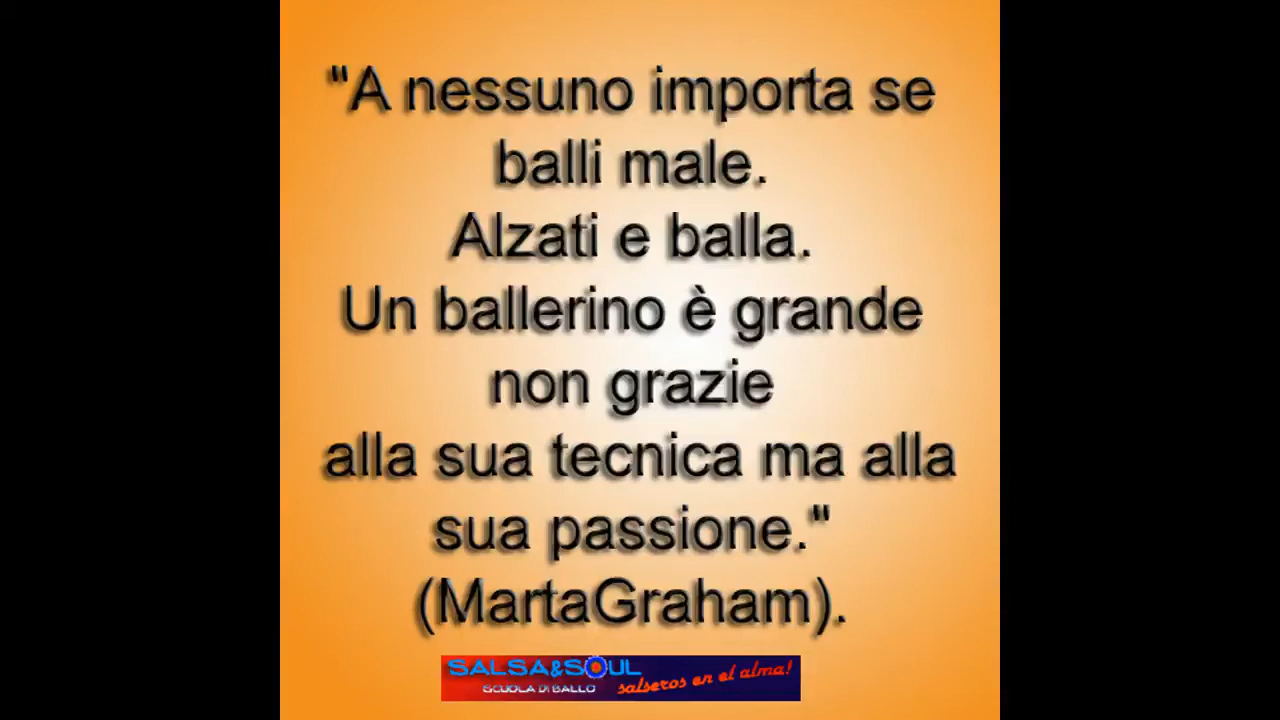 "A nessuno importa se
balli male.
Alzati e balla.
Un ballerino è grande
non grazie
alla sua tecnica ma alla
sua passione."
(MartaGraham).
SALSA&SOUL
SCUOLA DI BALLO
salseros en el alma!